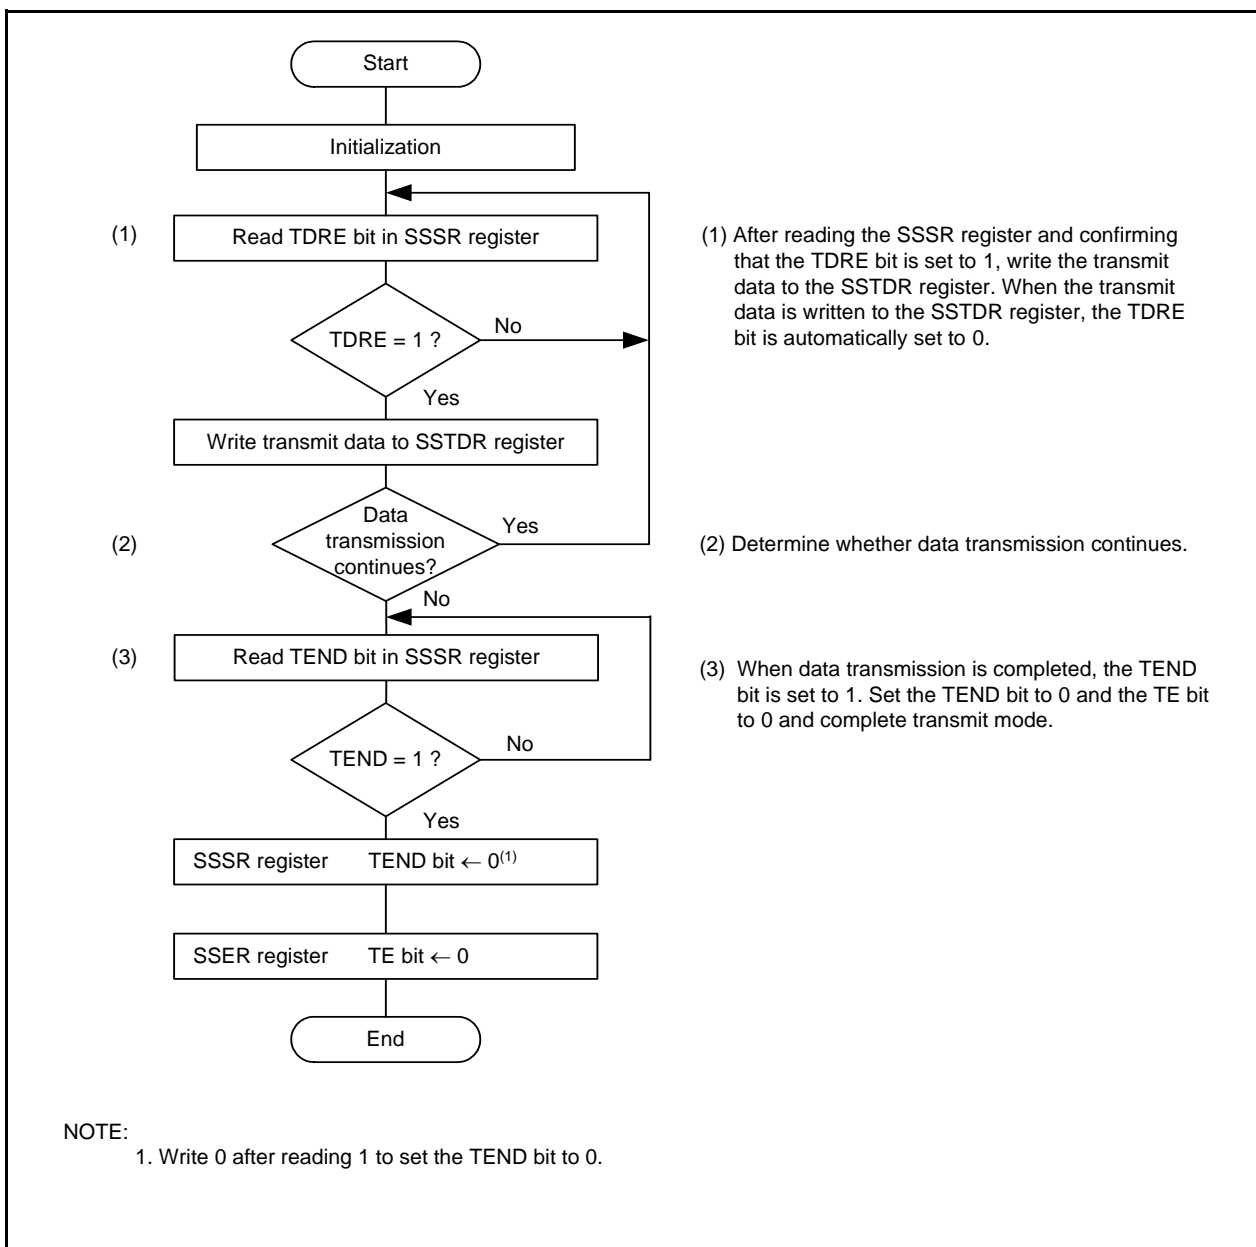 Start
Initialization
(1)
Read TDRE bit in SSSR register
(1) After reading the SSSR register and confirming
that the TDRE bit is set to 1, write the transmit
data to the SSTDR register. When the transmit
data is written to the SSTDR register, the TDRE
bit is automatically set to 0.
TDRE = 1 ?
No
Yes
Write transmit data to SSTDR register
(2)
Data
transmission
continues?
Yes
(2) Determine whether data transmission continues.
No
(3)
Read TEND bit in SSSR register
(3) When data transmission is completed, the TEND
bit is set to 1. Set the TEND bit to 0 and the TE bit
to 0 and complete transmit mode.
TEND = 1 ?
No
Yes
SSSR register TEND bit ← 0(1)
SSER register TE bit ← 0
End
NOTE:
1. Write 0 after reading 1 to set the TEND bit to 0.